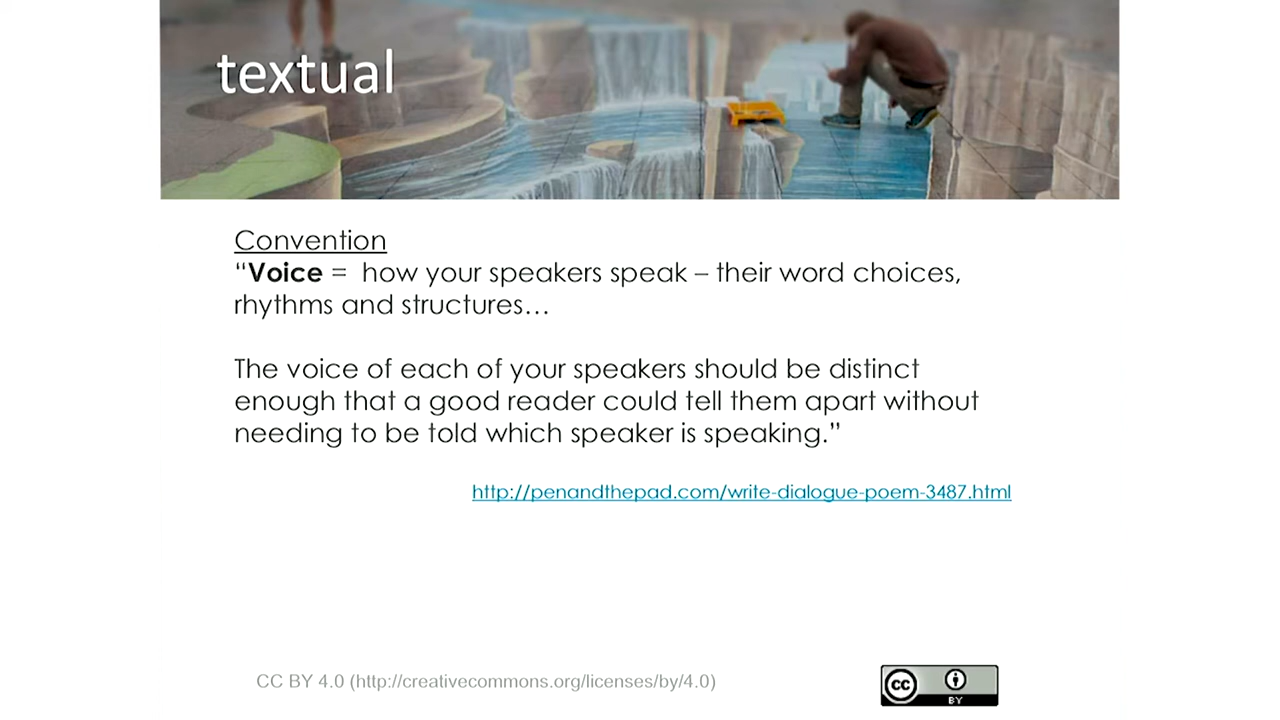 textual
Convention
“Voice =  how your speakers speak – their word choices,
rhythms and structures…
The voice of each of your speakers should be distinct
enough that a good reader could tell them apart without
needing to be told which speaker is speaking.”
http://penandthepad.com/write-dialogue-poem-3487.html
CC BY 4.0 (http://creativecommons.org/licenses/by/4.0)
cc
BY